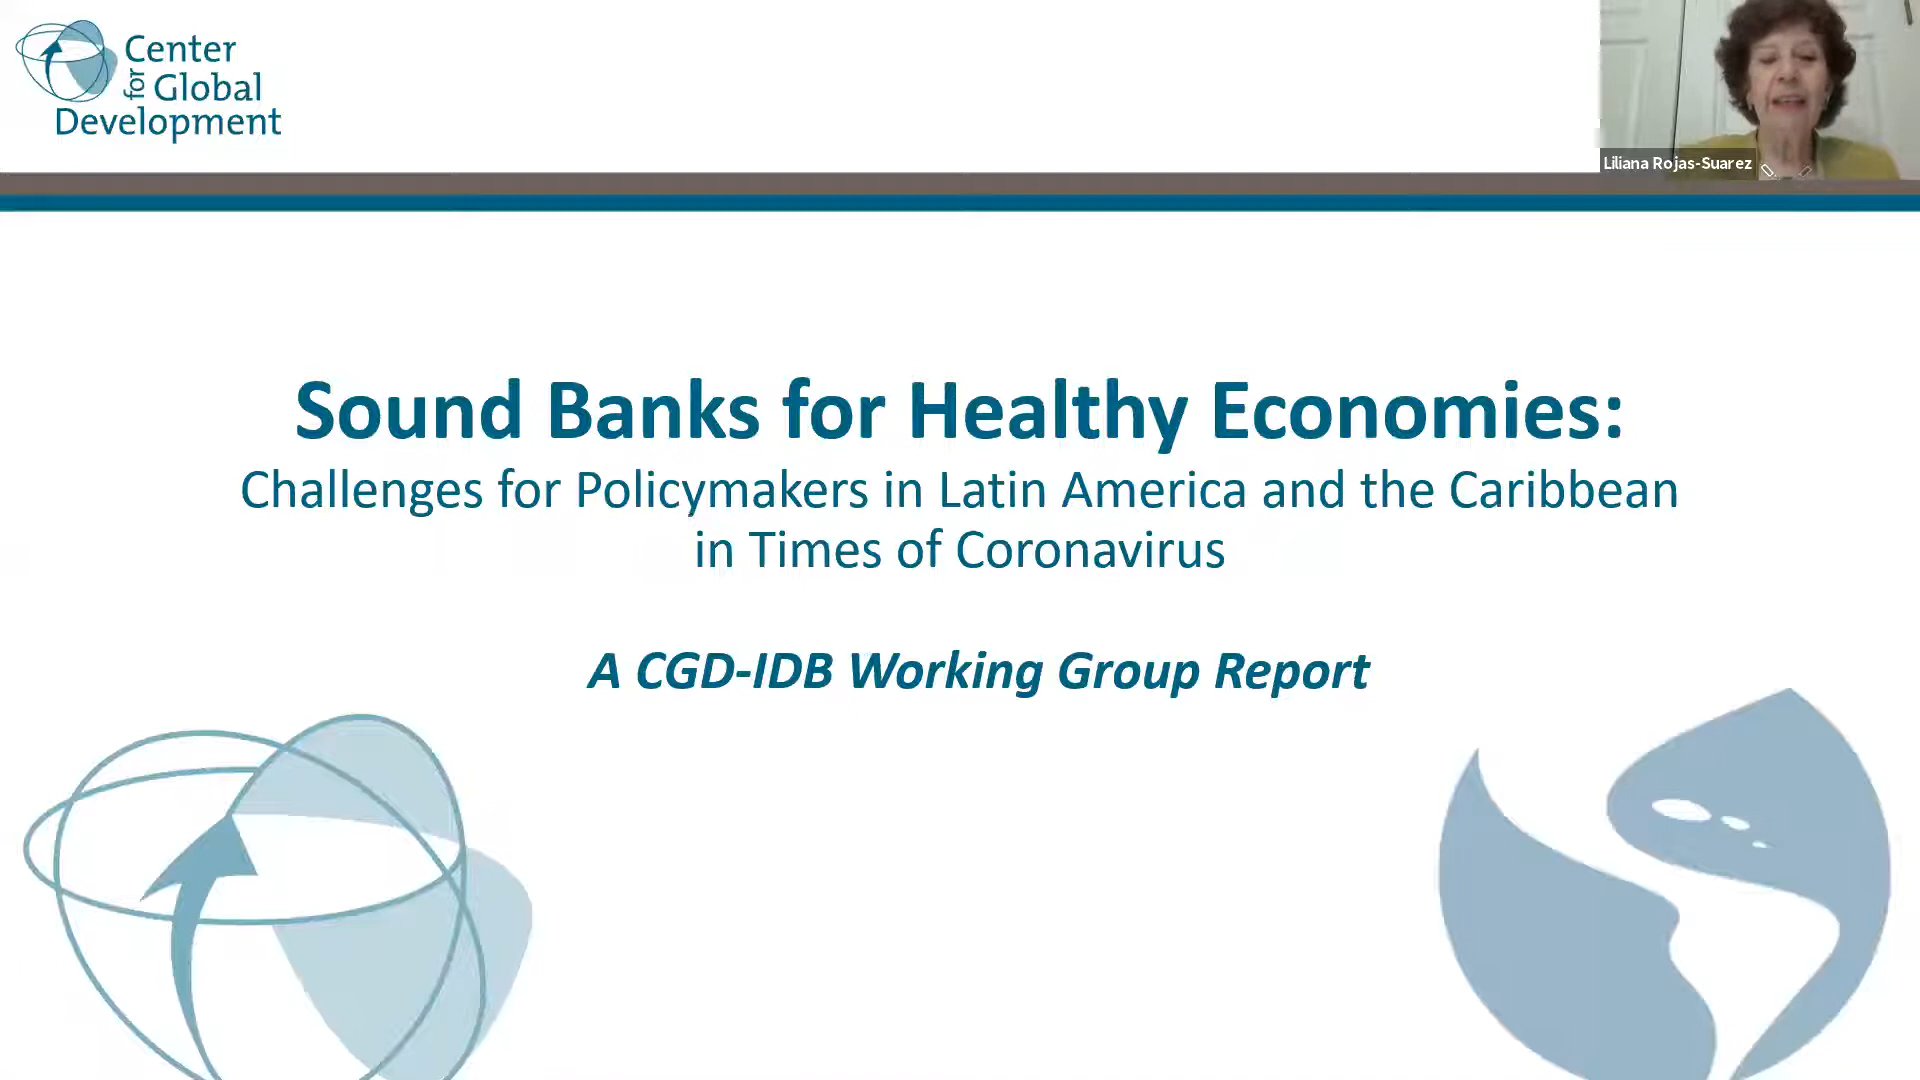 Center
for Global
Development
Liliana Rojas-Suarez
Sound Banks for Healthy Economies:
Challenges for Policymakers in Latin America and the Caribbean
in Times of Coronavirus
A CGD-IDB Working Group Report